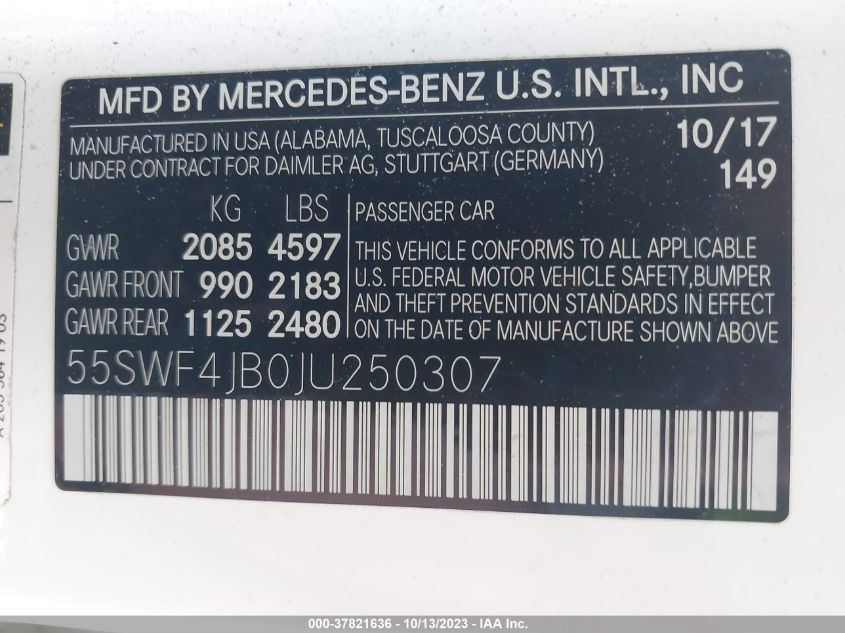 MFD BY MERCEDES-BENZ U.S. INTL., INC
MANUFACTURED IN USA (ALABAMA, TUSCALOOSA COUNTY) 10/17
UNDER CONTRACT FOR DAIMLER AG, STUTTGART (GERMANY) 149
KG LBS
GVWR 2085 4597
GAWR FRONT 990 2183
GAWR REAR 1125 2480
PASSENGER CAR
THIS VEHICLE CONFORMS TO ALL APPLICABLE
U.S. FEDERAL MOTOR VEHICLE SAFETY,BUMPER
AND THEFT PREVENTION STANDARDS IN EFFECT
ON THE DATE OF MANUFACTURE SHOWN ABOVE
55SWF4JB0JU250307
000-37821636 - 10/13/2023 - IAA Inc.